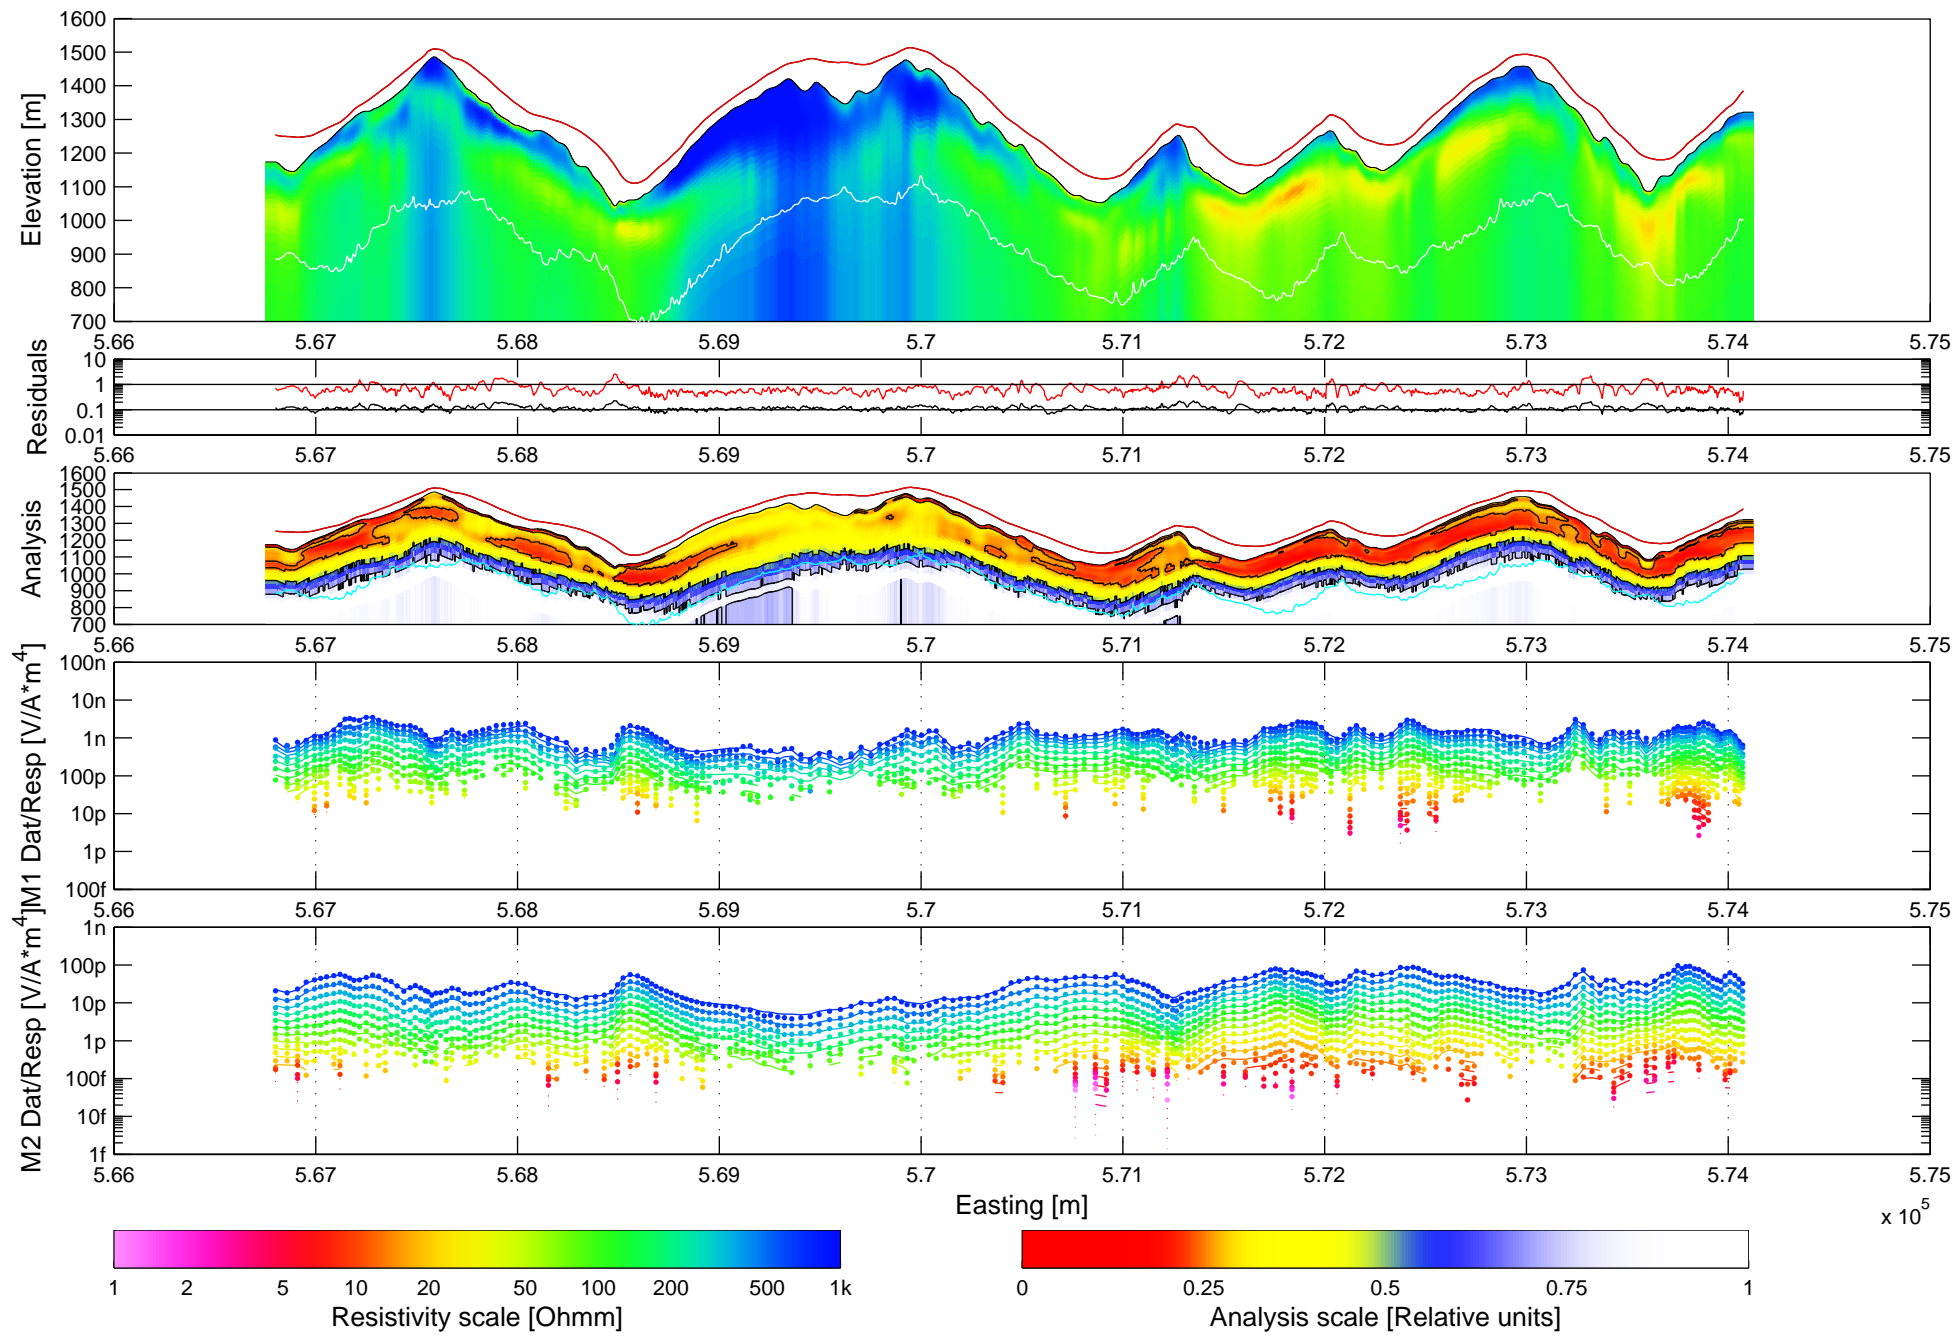 1600
1500
1400
1300
1200
1100
1000
900
800
700
Elevation [m]
5.66 5.67 5.68 5.69 5.7 5.71 5.72 5.73 5.74 5.75
10
1
0.1
0.01
Residuals
5.66 5.67 5.68 5.69 5.7 5.71 5.72 5.73 5.74 5.75
1600
1500
1400
1300
1200
1100
1000
900
800
700
Analysis
5.66 5.67 5.68 5.69 5.7 5.71 5.72 5.73 5.74 5.75
100n
10n
1n
100p
10p
1p
100f
M1 Dat/Resp [V/A*m^4]
5.66 5.67 5.68 5.69 5.7 5.71 5.72 5.73 5.74 5.75
1n
100p
10p
1p
100f
10f
1f
M2 Dat/Resp [V/A*m^4]
5.66 5.67 5.68 5.69 5.7 5.71 5.72 5.73 5.74 5.75
Easting [m]
x 10^5
1 2 5 10 20 50 100 200 500 1k
Resistivity scale [Ohmm]
0 0.25 0.5 0.75 1
Analysis scale [Relative units]